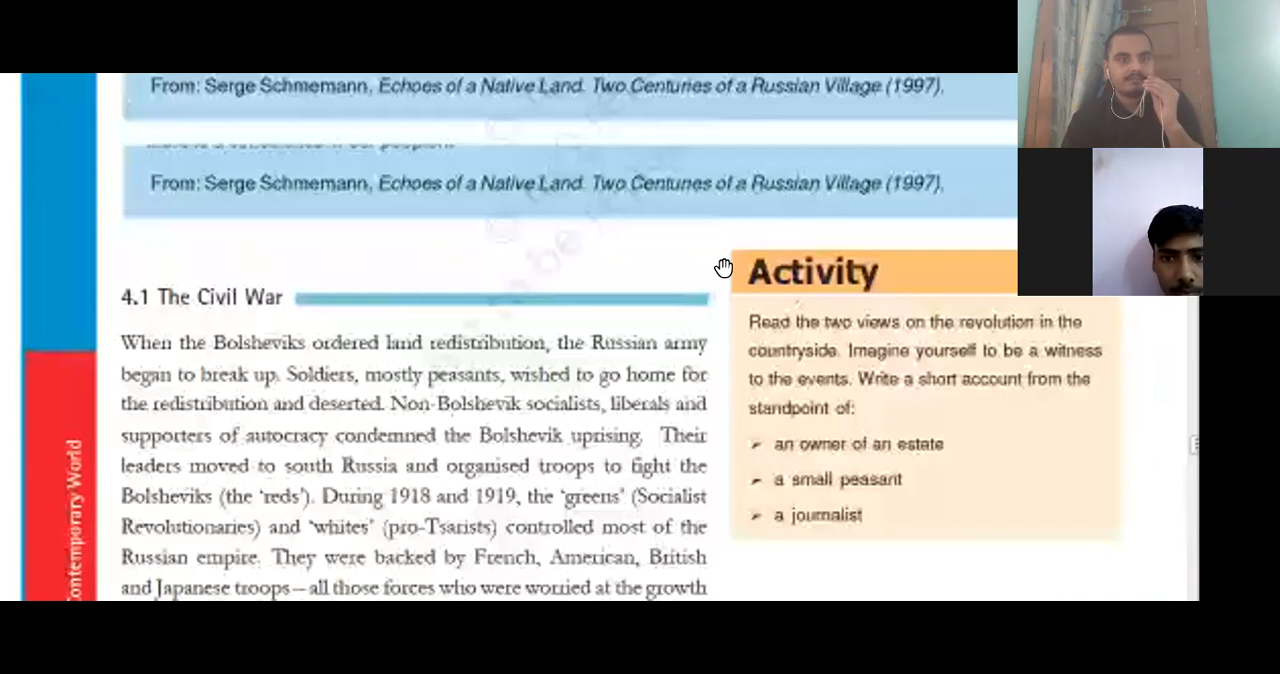 From: Serge Schmemann, Echoes of a Native Land. Two Centuries of a Russian Village (1997).
From: Serge Schmemann, Echoes of a Native Land. Two Centuries of a Russian Village (1997).
4.1 The Civil War
When the Bolsheviks ordered land redistribution, the Russian army
began to break up. Soldiers, mostly peasants, wished to go home for
the redistribution and deserted. Non-Bolshevik socialists, liberals and
supporters of autocracy condemned the Bolshevik uprising. Their
leaders moved to south Russia and organised troops to fight the
Bolsheviks (the 'reds'). During 1918 and 1919, the 'greens' (Socialist
Revolutionaries) and 'whites' (pro-Tsarists) controlled most of the
Russian empire. They were backed by French, American, British
and Japanese troops–all those forces who were worried at the growth
Activity
Read the two views on the revolution in the
countryside. Imagine yourself to be a witness
to the events. Write a short account from the
standpoint of:
➢ an owner of an estate
➢ a small peasant
➢ a journalist
Contemporary World